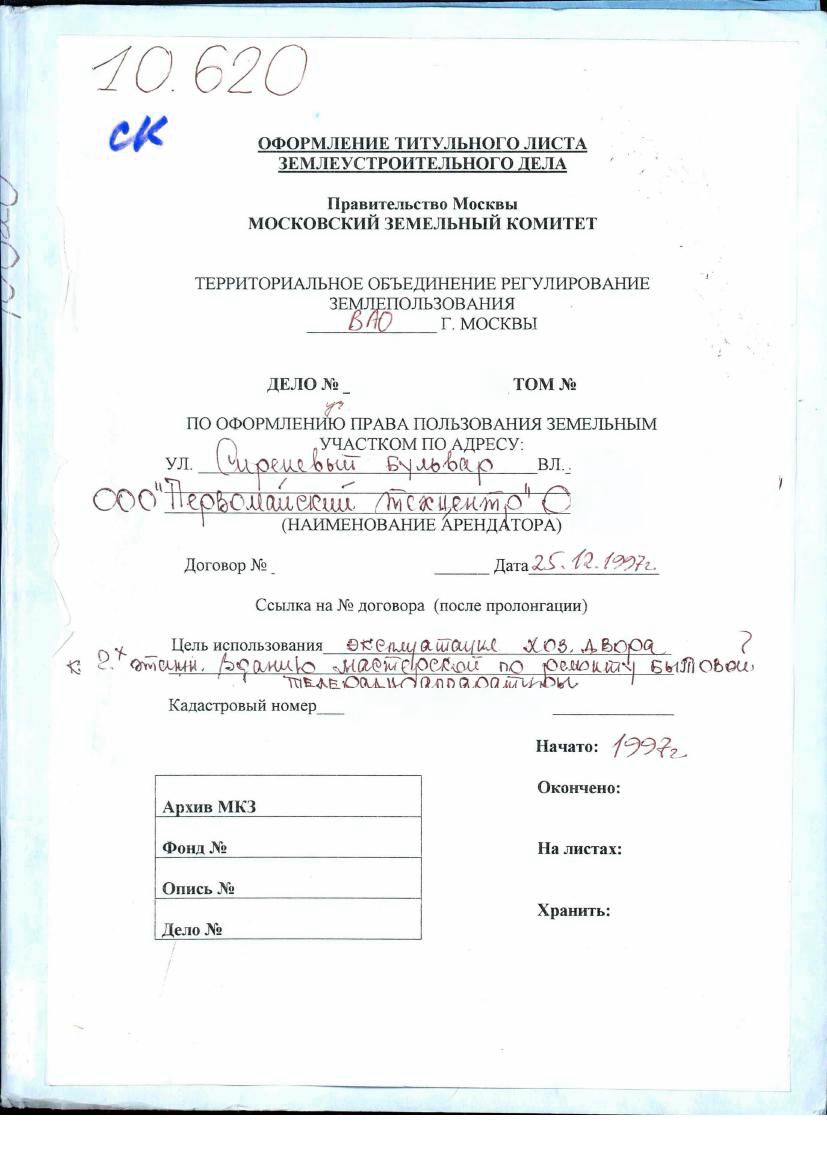 10.620
СК
ОФОРМЛЕНИЕ ТИТУЛЬНОГО ЛИСТА
ЗЕМЛЕУСТРОИТЕЛЬНОГО ДЕЛА
Правительство Москвы
МОСКОВСКИЙ ЗЕМЕЛЬНЫЙ КОМИТЕТ
ТЕРРИТОРИАЛЬНОЕ ОБЪЕДИНЕНИЕ РЕГУЛИРОВАНИЕ
ЗЕМЛЕПОЛЬЗОВАНИЯ
ВАО Г. МОСКВЫ
ДЕЛО № _ ТОМ №
ПО ОФОРМЛЕНИЮ ПРАВА ПОЛЬЗОВАНИЯ ЗЕМЕЛЬНЫМ
УЧАСТКОМ ПО АДРЕСУ:
УЛ. Сиреневый бульвар ВЛ.
ООО "Первомайский техцентр"
(НАИМЕНОВАНИЕ АРЕНДАТОРА)
Договор № _ Дата 25.12.1997г.
Ссылка на № договора (после пролонгации)
Цель использования эксплуатация хоз. двора
к 2х этажн. зданию мастерской по ремонту бытовой
телерадиоаппаратуры
Кадастровый номер
Начато: 1997г
Окончено:
Архив МКЗ
Фонд №
На листах:
Опись №
Хранить:
Дело №